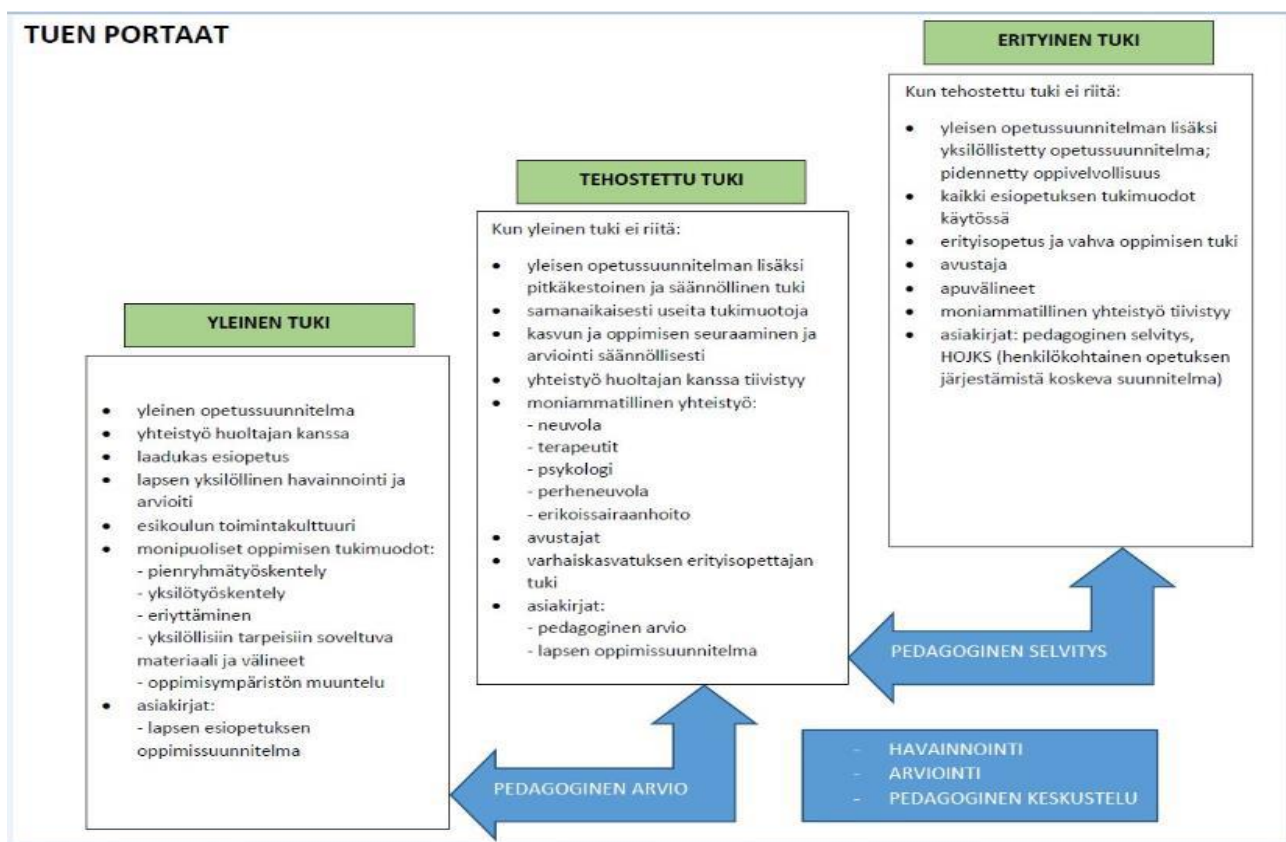 TUEN PORTAAT
YLEINEN TUKI
• yleinen opetussuunnitelma
• yhteistyö huoltajan kanssa
• laadukas esiopetus
• lapsen yksilöllinen havainnointi ja
arvioiti
• esikoulun toimintakulttuuri
• monipuoliset oppimisen tukimuodot:
- pienryhmätyöskentely
- yksilötyöskentely
- eriyttäminen
- yksilöllisiin tarpeisiin soveltuva
materiaali ja välineet
- oppimisympäristön muuntelu
• asiakirjat:
- lapsen esiopetuksen
oppimissuunnitelma
PEDAGOGINEN ARVIO
TEHOSTETTU TUKI
Kun yleinen tuki ei riitä:
• yleisen opetussuunnitelman lisäksi
pitkäkestoinen ja säännöllinen tuki
• samanaikaisesti useita tukimuotoja
• kasvun ja oppimisen seuraaminen ja
arviointi säännöllisesti
• yhteistyö huoltajan kanssa tiivistyy
• moniammatillinen yhteistyö:
- neuvola
- terapeutit
- psykologi
- perheneuvola
- erikoissairaanhoito
• avustajat
• varhaiskasvatuksen erityisopettajan
tuki
• asiakirjat:
- pedagoginen arvio
- lapsen oppimissuunnitelma
PEDAGOGINEN SELVITYS
ERITYINEN TUKI
Kun tehostettu tuki ei riitä:
• yleisen opetussuunnitelman lisäksi
yksilöllistetty opetussuunnitelma;
pidennetty oppivelvollisuus
• kaikki esiopetuksen tukimuodot
käytössä
• erityisopetus ja vahva oppimisen tuki
• avustaja
• apuvälineet
• moniammatillinen yhteistyö tiivistyy
• asiakirjat: pedagoginen selvitys,
HOJKS (henkilökohtainen opetuksen
järjestämistä koskeva suunnitelma)
- HAVAINNOINTI
- ARVIOINTI
- PEDAGOGINEN KESKUSTELU